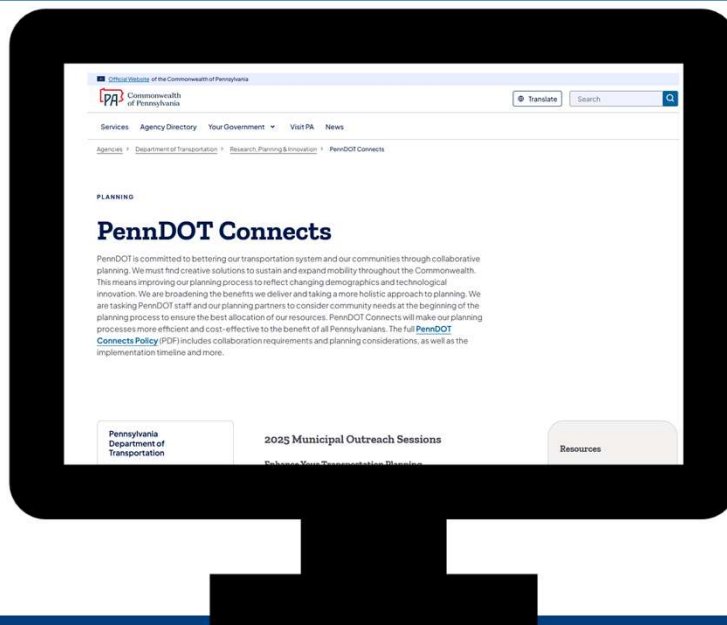 Official Website of the Commonwealth of Pennsylvania
PA Commonwealth
of Pennsylvania
Translate
Search
Services Agency Directory Your Government Visit PA News
Agencies Department of Transportation Research, Planning & Innovation PennDOT Connects
PLANNING
PennDOT Connects
PennDOT is committed to bettering our transportation system and our communities through collaborative
planning. We must find creative solutions to sustain and expand mobility throughout the Commonwealth.
This means improving our planning process to reflect changing demographics and technological
innovation. We are broadening the benefits we deliver and taking a more holistic approach to planning. We
are tasking PennDOT staff and our planning partners to consider community needs at the beginning of the
planning process to ensure the best allocation of our resources. PennDOT Connects will make our planning
processes more efficient and cost-effective to the benefit of all Pennsylvanians. The full PennDOT
Connects Policy (PDF) includes collaboration requirements and planning considerations, as well as the
implementation timeline and more.
Pennsylvania
Department of
Transportation
2025 Municipal Outreach Sessions
Enhance Your Transportation Planning
Resources